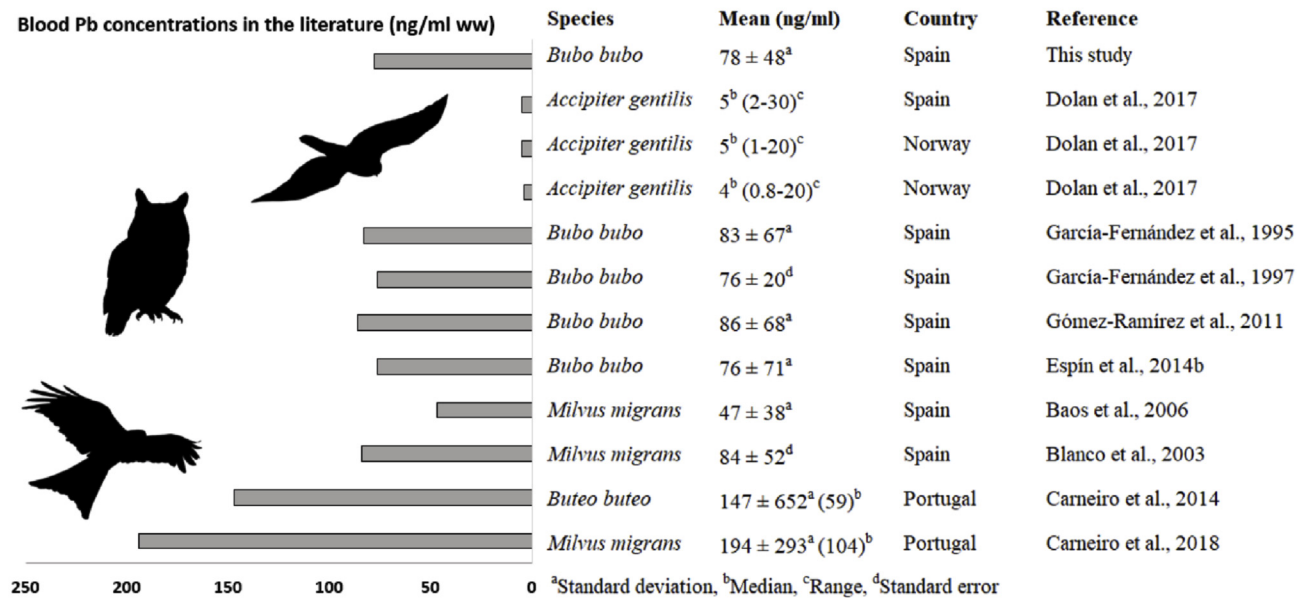 Blood Pb concentrations in the literature (ng/ml ww)
Species Mean (ng/ml) Country Reference
Bubo bubo 78 ± 48ᵃ Spain This study
Accipiter gentilis 5ᵇ (2-30)ᶜ Spain Dolan et al., 2017
Accipiter gentilis 5ᵇ (1-20)ᶜ Norway Dolan et al., 2017
Accipiter gentilis 4ᵇ (0.8-20)ᶜ Norway Dolan et al., 2017
Bubo bubo 83 ± 67ᵃ Spain García-Fernández et al., 1995
Bubo bubo 76 ± 20ᵈ Spain García-Fernández et al., 1997
Bubo bubo 86 ± 68ᵃ Spain Gómez-Ramírez et al., 2011
Bubo bubo 76 ± 71ᵃ Spain Espín et al., 2014b
Milvus migrans 47 ± 38ᵃ Spain Baos et al., 2006
Milvus migrans 84 ± 52ᵈ Spain Blanco et al., 2003
Buteo buteo 147 ± 652ᵃ (59)ᵇ Portugal Carneiro et al., 2014
Milvus migrans 194 ± 293ᵃ (104)ᵇ Portugal Carneiro et al., 2018
250 200 150 100 50 0
ᵃStandard deviation, ᵇMedian, ᶜRange, ᵈStandard error